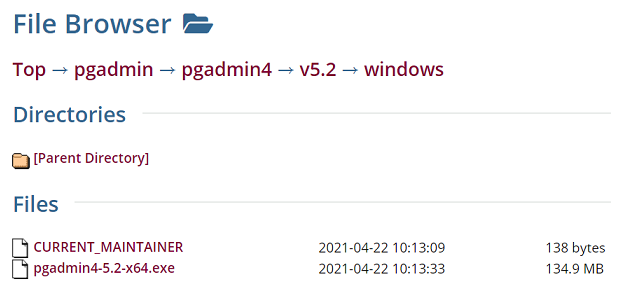 File Browser
Top → pgadmin → pgadmin4 → v5.2 → windows
Directories
[Parent Directory]
Files
CURRENT_MAINTAINER 2021-04-22 10:13:09 138 bytes
pgadmin4-5.2-x64.exe 2021-04-22 10:13:33 134.9 MB